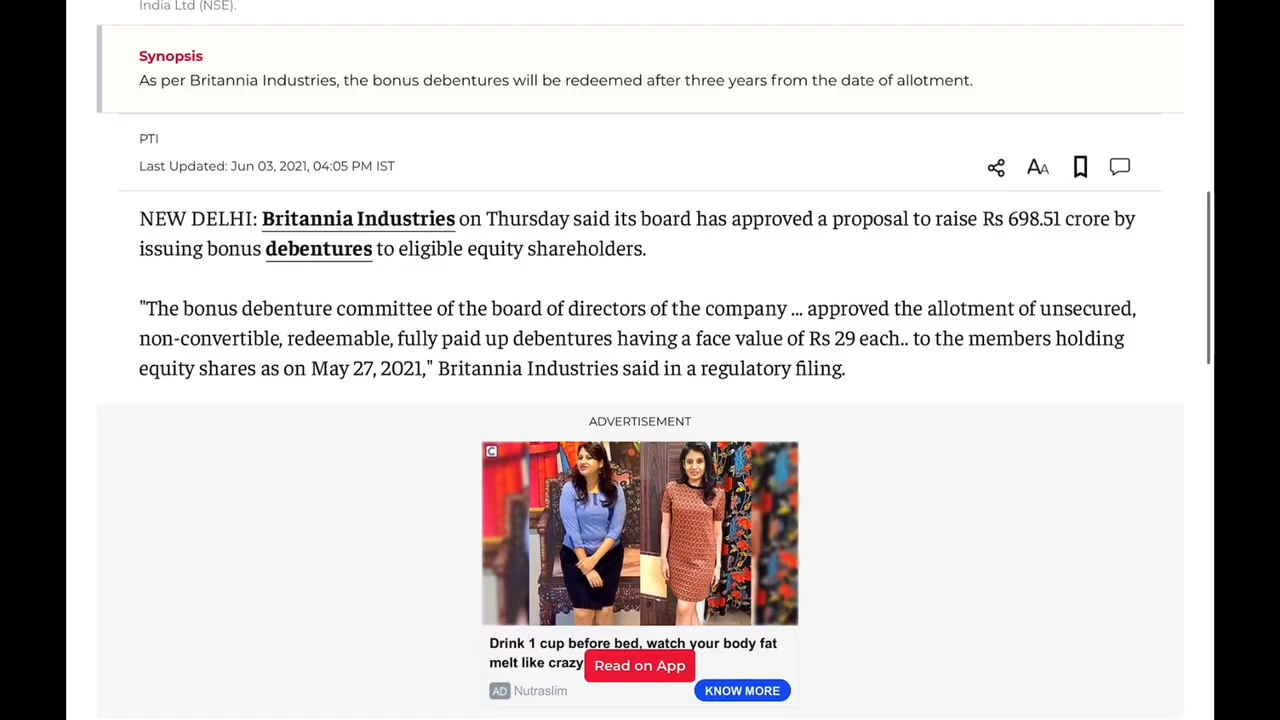 India Ltd (NSE).
Synopsis
As per Britannia Industries, the bonus debentures will be redeemed after three years from the date of allotment.
PTI
Last Updated: Jun 03, 2021, 04:05 PM IST
AA
NEW DELHI: Britannia Industries on Thursday said its board has approved a proposal to raise Rs 698.51 crore by
issuing bonus debentures to eligible equity shareholders.
"The bonus debenture committee of the board of directors of the company ... approved the allotment of unsecured,
non-convertible, redeemable, fully paid up debentures having a face value of Rs 29 each.. to the members holding
equity shares as on May 27, 2021," Britannia Industries said in a regulatory filing.
ADVERTISEMENT
C
Drink 1 cup before bed, watch your body fat
melt like crazy
Read on App
AD Nutraslim
KNOW MORE